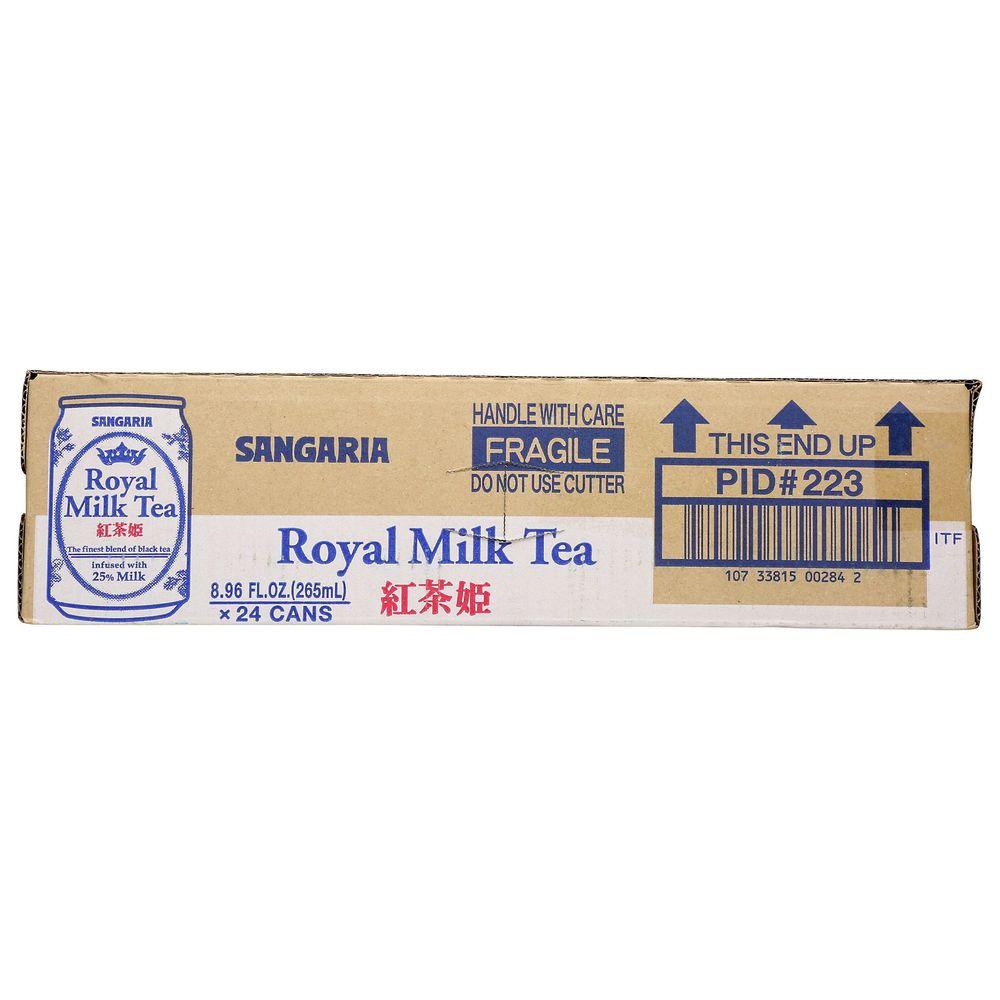 SANGARIA
Royal
Milk Tea
紅茶姫
The finest blend of black tea
infused with
25% Milk
SANGARIA
HANDLE WITH CARE
FRAGILE
DO NOT USE CUTTER
THIS END UP
PID#223
ITF
107 33815 00284 2
Royal Milk Tea
8.96 FL.OZ.(265mL)
× 24 CANS
紅茶姫